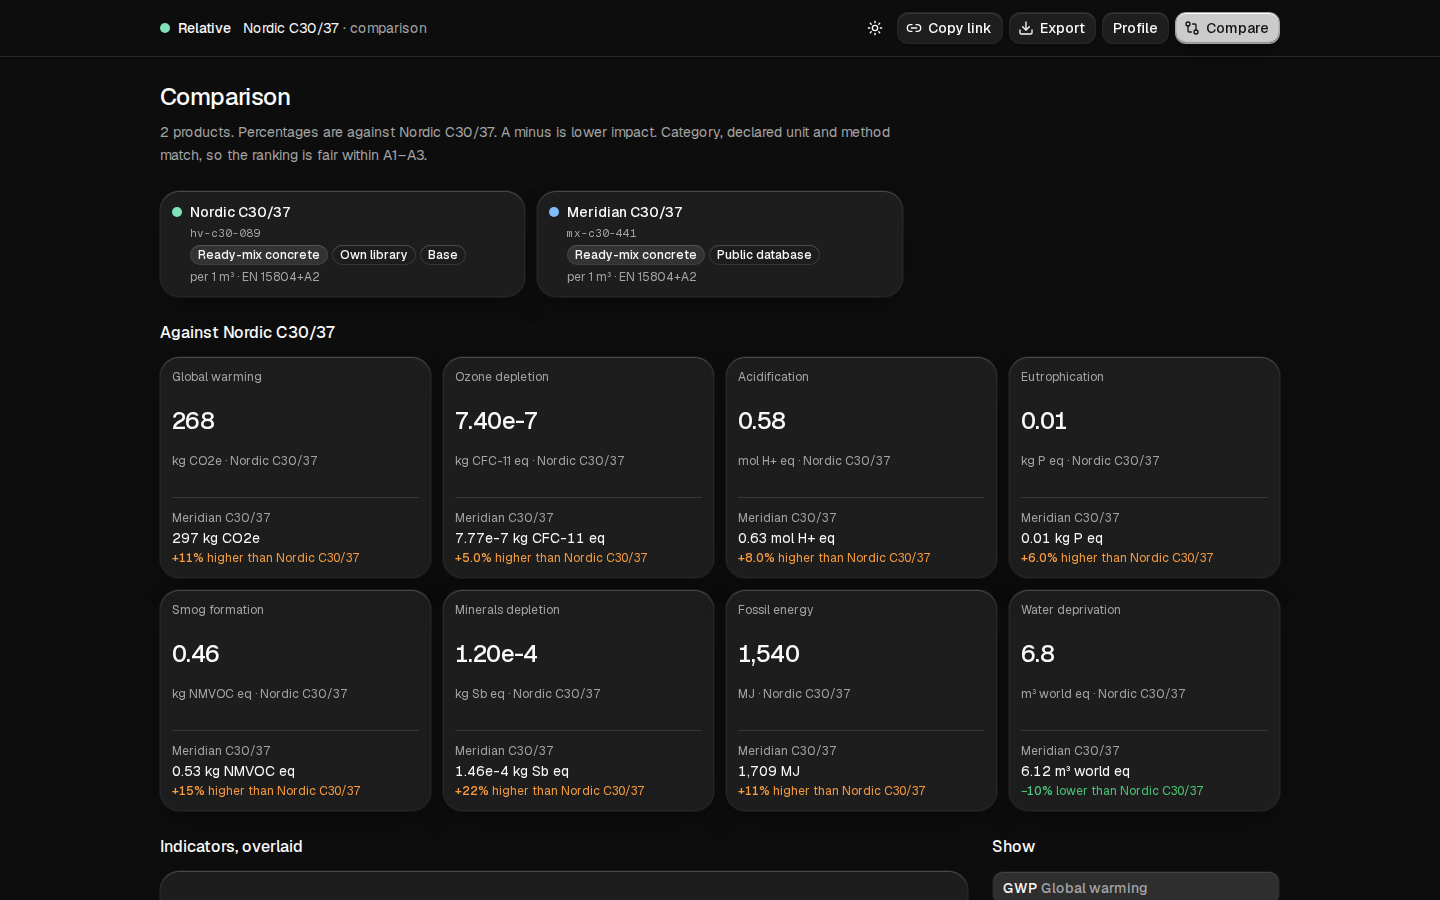 Relative Nordic C30/37 · comparison
Copy link
Export
Profile
Compare
Comparison
2 products. Percentages are against Nordic C30/37. A minus is lower impact. Category, declared unit and method
match, so the ranking is fair within A1–A3.
Nordic C30/37
hv-c30-089
Ready-mix concrete Own library Base
per 1 m³ · EN 15804+A2
Meridian C30/37
mx-c30-441
Ready-mix concrete Public database
per 1 m³ · EN 15804+A2
Against Nordic C30/37
Global warming
268
kg CO2e · Nordic C30/37
Meridian C30/37
297 kg CO2e
+11% higher than Nordic C30/37
Ozone depletion
7.40e-7
kg CFC-11 eq · Nordic C30/37
Meridian C30/37
7.77e-7 kg CFC-11 eq
+5.0% higher than Nordic C30/37
Acidification
0.58
mol H+ eq · Nordic C30/37
Meridian C30/37
0.63 mol H+ eq
+8.0% higher than Nordic C30/37
Eutrophication
0.01
kg P eq · Nordic C30/37
Meridian C30/37
0.01 kg P eq
+6.0% higher than Nordic C30/37
Smog formation
0.46
kg NMVOC eq · Nordic C30/37
Meridian C30/37
0.53 kg NMVOC eq
+15% higher than Nordic C30/37
Minerals depletion
1.20e-4
kg Sb eq · Nordic C30/37
Meridian C30/37
1.46e-4 kg Sb eq
+22% higher than Nordic C30/37
Fossil energy
1,540
MJ · Nordic C30/37
Meridian C30/37
1,709 MJ
+11% higher than Nordic C30/37
Water deprivation
6.8
m³ world eq · Nordic C30/37
Meridian C30/37
6.12 m³ world eq
−10% lower than Nordic C30/37
Indicators, overlaid
Show
GWP Global warming